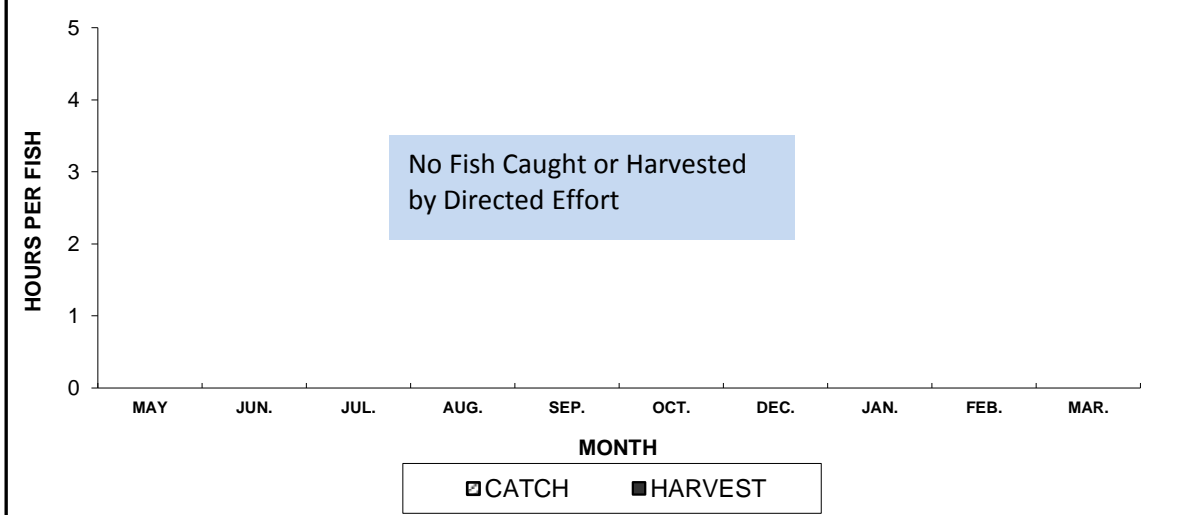 5
4
3
2
1
0
HOURS PER FISH
No Fish Caught or Harvested
by Directed Effort
MAY JUN. JUL. AUG. SEP. OCT. DEC. JAN. FEB. MAR.
MONTH
CATCH HARVEST